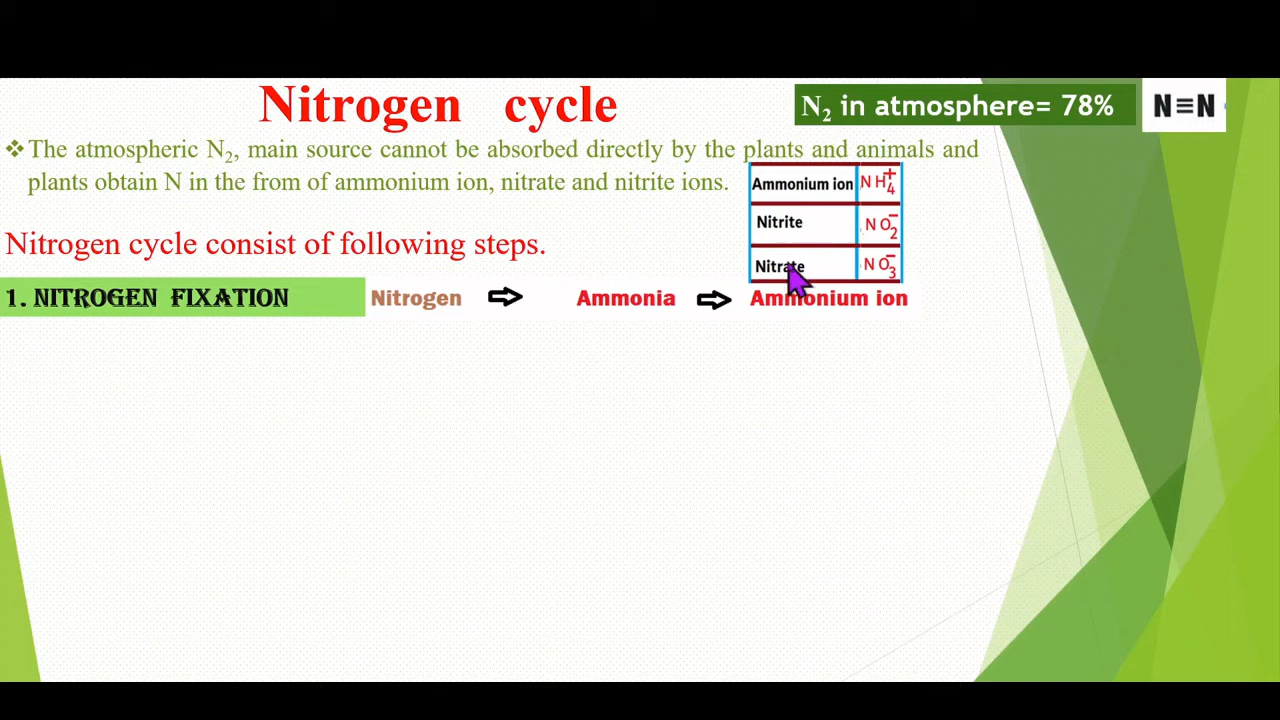 Nitrogen cycle
N₂ in atmosphere= 78%
N≡N
❖The atmospheric N₂, main source cannot be absorbed directly by the plants and animals and
plants obtain N in the from of ammonium ion, nitrate and nitrite ions.
Ammonium ion NH₄⁺
Nitrite NO₂⁻
Nitrate NO₃⁻
Nitrogen cycle consist of following steps.
1. NITROGEN FIXATION Nitrogen ⇨ Ammonia ⇨ Ammonium ion